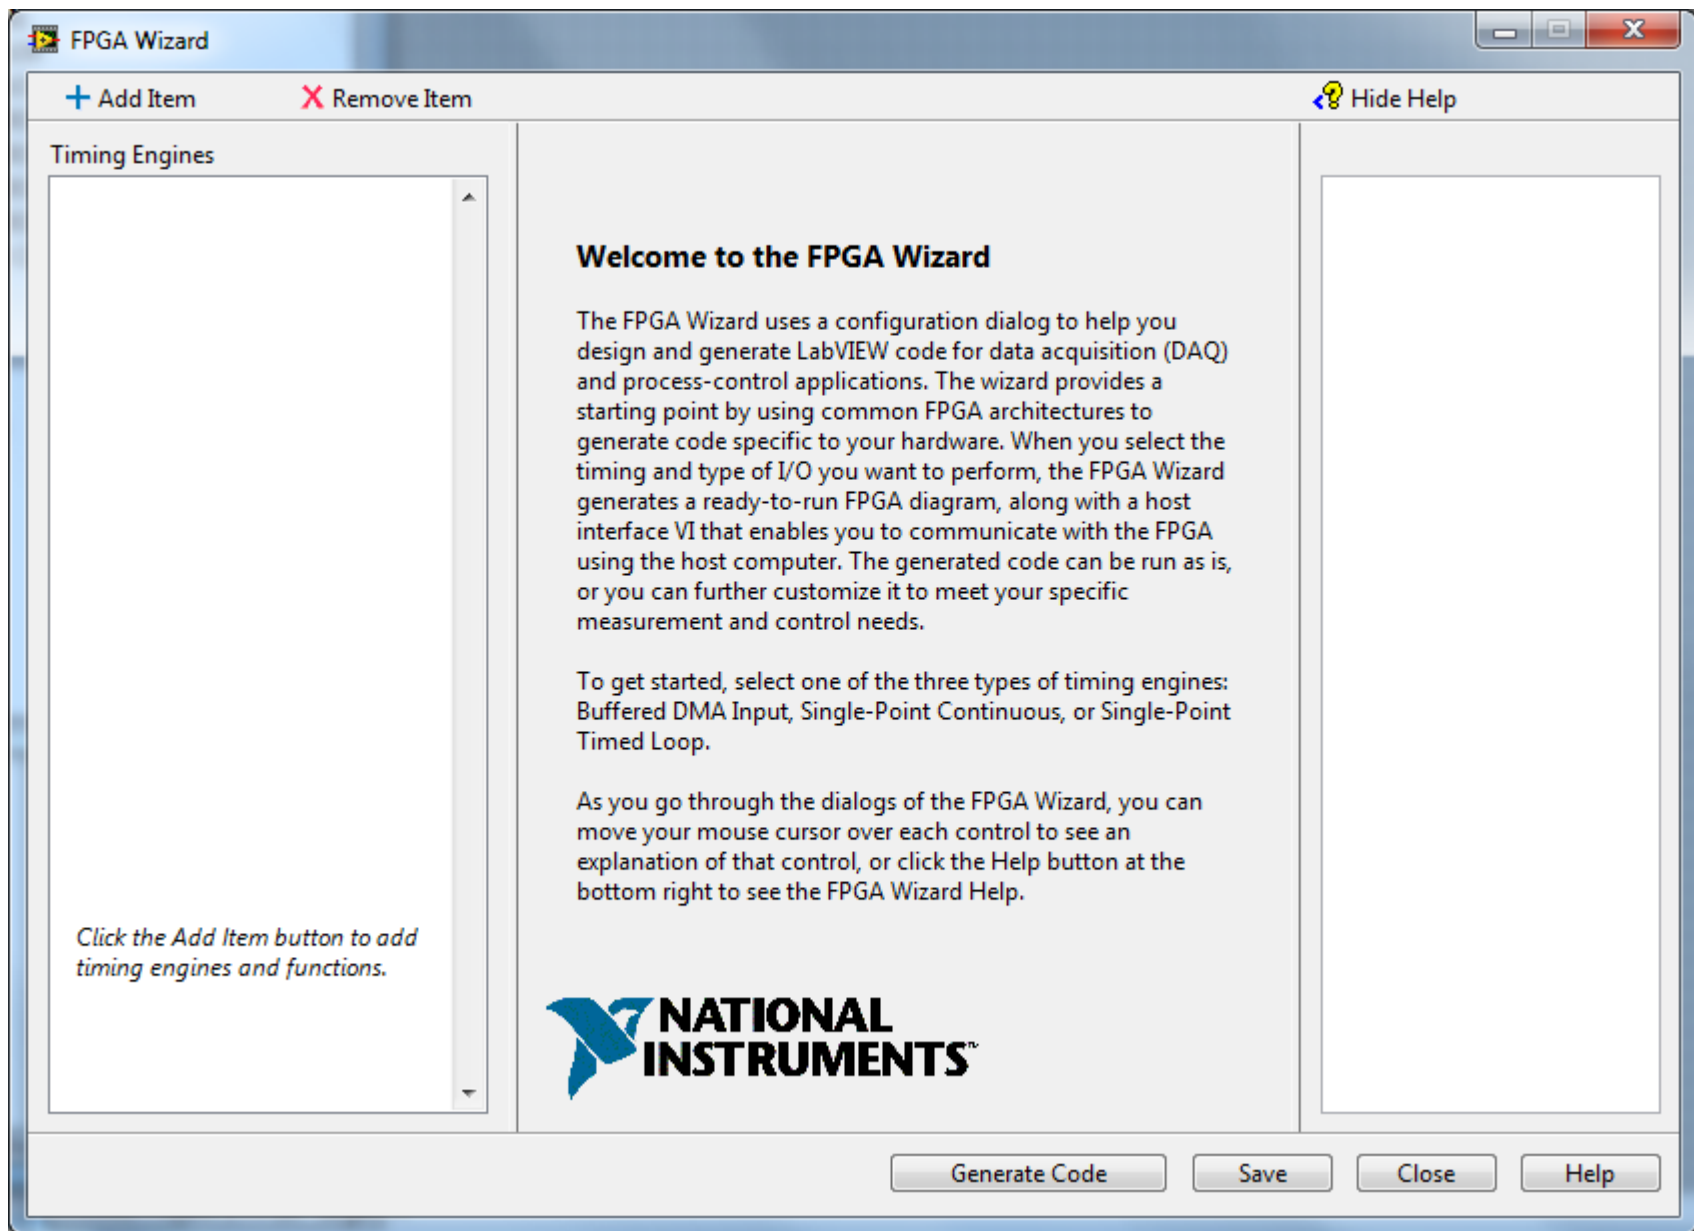 FPGA Wizard
Add Item
Remove Item
Hide Help
Timing Engines
Click the Add Item button to add
timing engines and functions.
Welcome to the FPGA Wizard
The FPGA Wizard uses a configuration dialog to help you
design and generate LabVIEW code for data acquisition (DAQ)
and process-control applications. The wizard provides a
starting point by using common FPGA architectures to
generate code specific to your hardware. When you select the
timing and type of I/O you want to perform, the FPGA Wizard
generates a ready-to-run FPGA diagram, along with a host
interface VI that enables you to communicate with the FPGA
using the host computer. The generated code can be run as is,
or you can further customize it to meet your specific
measurement and control needs.
To get started, select one of the three types of timing engines:
Buffered DMA Input, Single-Point Continuous, or Single-Point
Timed Loop.
As you go through the dialogs of the FPGA Wizard, you can
move your mouse cursor over each control to see an
explanation of that control, or click the Help button at the
bottom right to see the FPGA Wizard Help.
NATIONAL
INSTRUMENTS™
Generate Code
Save
Close
Help